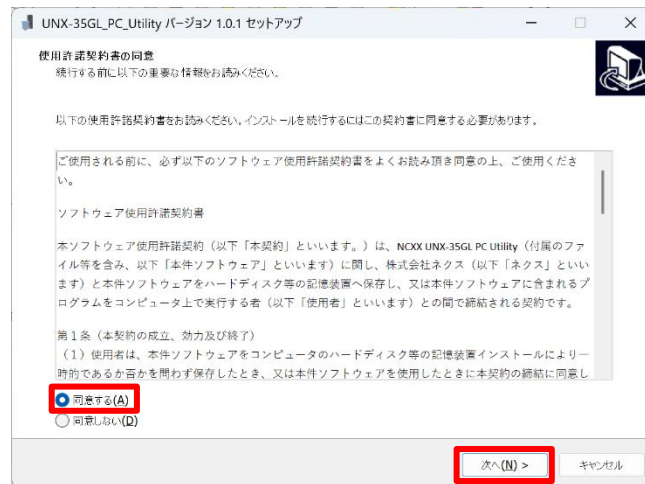 UNX-35GL_PC_Utility バージョン 1.0.1 セットアップ
使用許諾契約書の同意
続行する前に以下の重要な情報をお読みください。
以下の使用許諾契約書をお読みください。インストールを続行するにはこの契約書に同意する必要があります。
ご使用される前に、必ず以下のソフトウェア使用許諾契約書をよくお読み頂き同意の上、ご使用くださ
い。
ソフトウェア使用許諾契約書
本ソフトウェア使用許諾契約（以下「本契約」といいます。）は、NCXX UNX-35GL PC Utility（付属のファ
イル等を含み、以下「本件ソフトウェア」といいます）に関し、株式会社ネクス（以下「ネクス」といい
ます）と本件ソフトウェアをハードディスク等の記憶装置へ保存し、又は本件ソフトウェアに含まれるプ
ログラムをコンピュータ上で実行する者（以下「使用者」といいます）との間で締結される契約です。
第１条（本契約の成立、効力及び終了）
（１）使用者は、本件ソフトウェアをコンピュータのハードディスク等の記憶装置インストールにより一
時的であるか否かを問わず保存したとき、又は本件ソフトウェアを使用したときに本契約の締結に同意し
同意する(A)
同意しない(D)
次へ(N) >
キャンセル